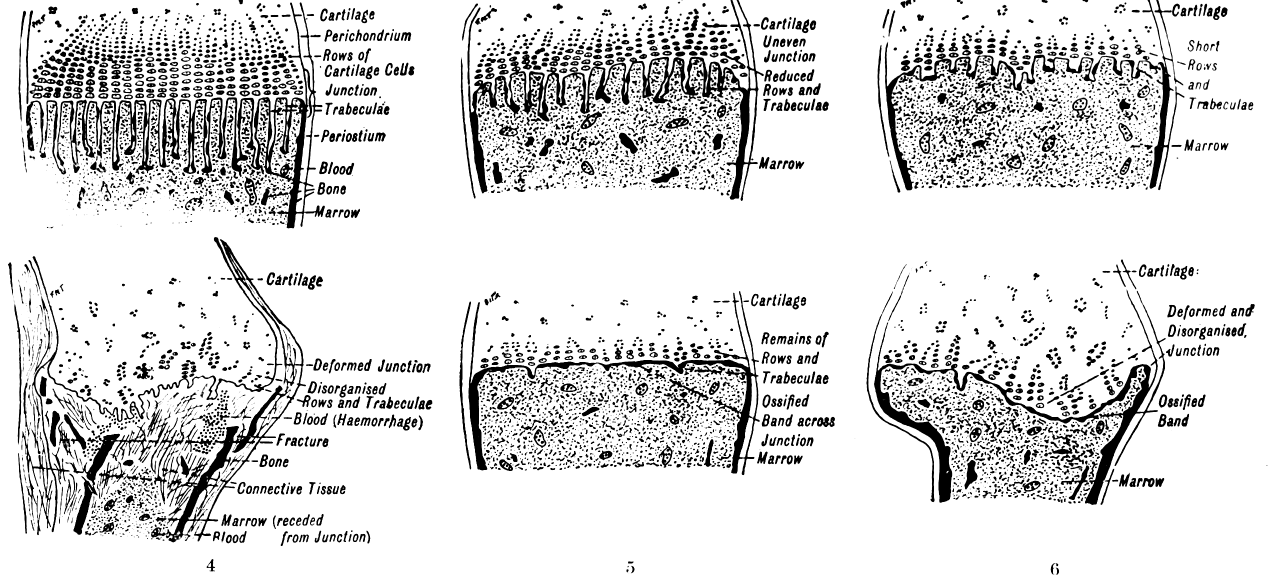 Cartilage
Perichondrium
Rows of
Cartilage Cells
Junction
Trabeculae
Periostium
Blood
Bone
Marrow
Cartilage
Uneven
Junction
Reduced
Rows and
Trabeculae
Marrow
Cartilage
Short
Rows
and
Trabeculae
Marrow
Cartilage
Deformed Junction
Disorganised
Rows and Trabeculae
Blood (Haemorrhage)
Fracture
Bone
Connective Tissue
Marrow (receded
Blood from Junction)
4
Cartilage
Remains of
Rows and
Trabeculae
Ossified
Band across
Junction
Marrow
5
Cartilage:
Deformed and
Disorganised,
Junction
Ossified
Band
Marrow
6